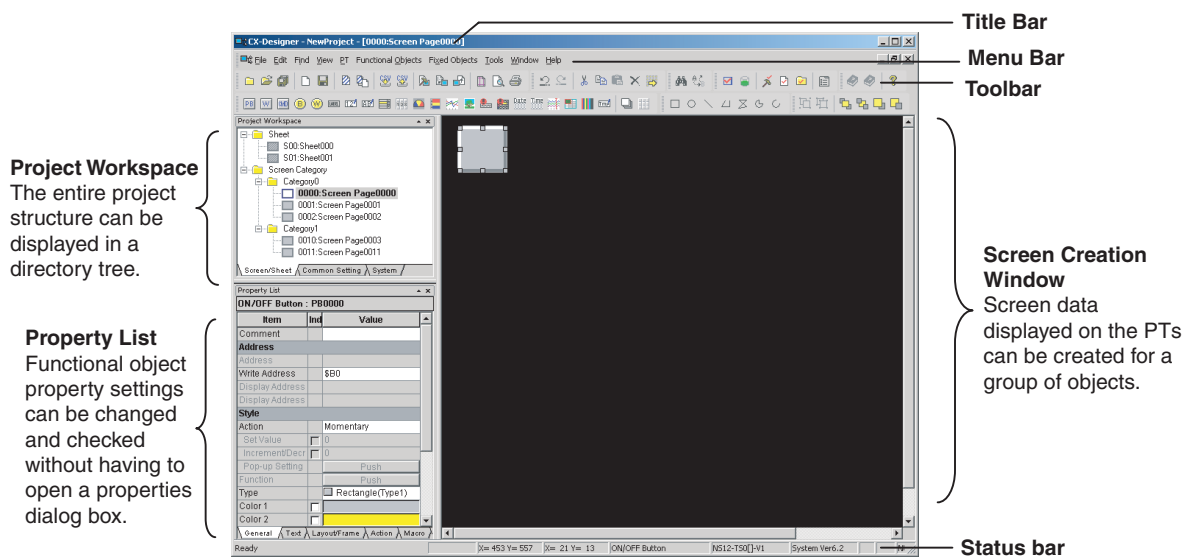 Title Bar
CX-Designer - NewProject - [0000:Screen Page0000]
File Edit Find View PT Functional Objects Fixed Objects Tools Window Help
Menu Bar
Toolbar
Date Time
Project Workspace
Sheet
S00:Sheet000
S01:Sheet001
Screen Category
Category0
0000:Screen Page0000
0001:Screen Page0001
0002:Screen Page0002
Category1
0010:Screen Page0003
0011:Screen Page0011
Screen/Sheet Common Setting System
Project Workspace
The entire project
structure can be
displayed in a
directory tree.
Property List
ON/OFF Button : PB0000
Item Ind Value
Comment
Address
Address
Write Address $B0
Display Address
Display Address
Style
Action Momentary
Set Value 0
Increment/Decr 0
Pop-up Setting Push
Function Push
Type Rectangle(Type1)
Color 1
Color 2
General Text Layout/Frame Action Macro
Property List
Functional object
property settings
can be changed
and checked
without having to
open a properties
dialog box.
Screen Creation
Window
Screen data
displayed on the PTs
can be created for a
group of objects.
Ready X= 453 Y= 557 X= 21 Y= 13 ON/OFF Button NS12-TS0[]-V1 System Ver6.2
Status bar